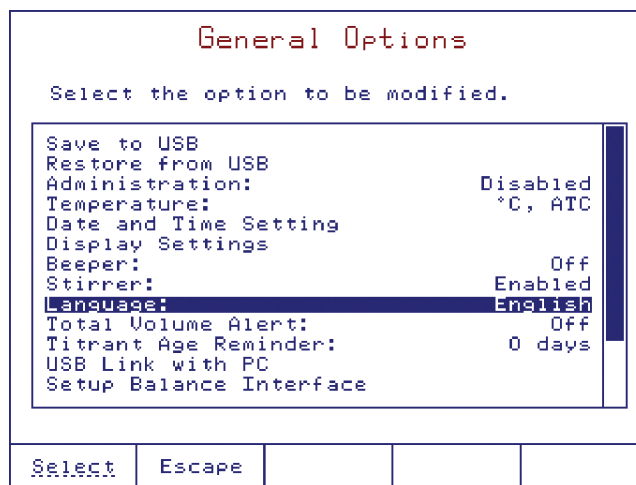 General Options
Select the option to be modified.
Save to USB
Restore from USB
Administration: Disabled
Temperature: °C, ATC
Date and Time Setting
Display Settings
Beeper: Off
Stirrer: Enabled
Language: English
Total Volume Alert: Off
Titrant Age Reminder: 0 days
USB Link with PC
Setup Balance Interface
Select Escape